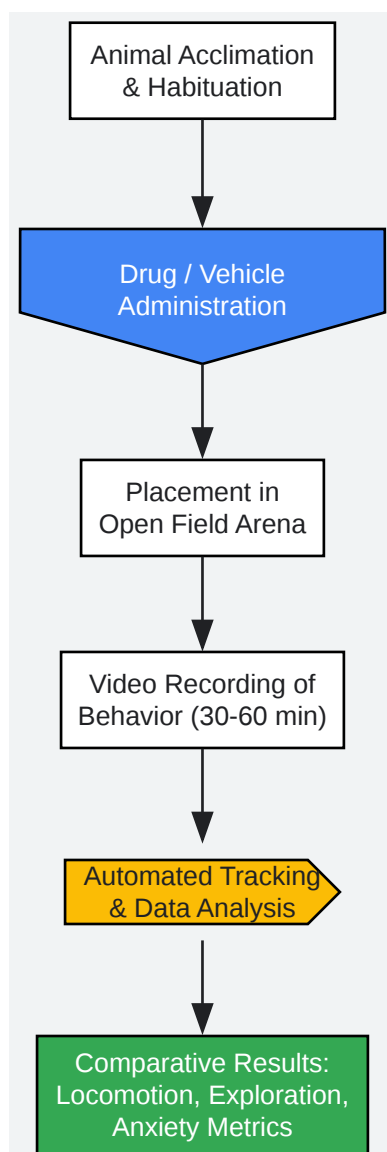 Animal Acclimation
& Habituation
Drug / Vehicle
Administration
Placement in
Open Field Arena
Video Recording of
Behavior (30-60 min)
Automated Tracking
& Data Analysis
Comparative Results:
Locomotion, Exploration,
Anxiety Metrics